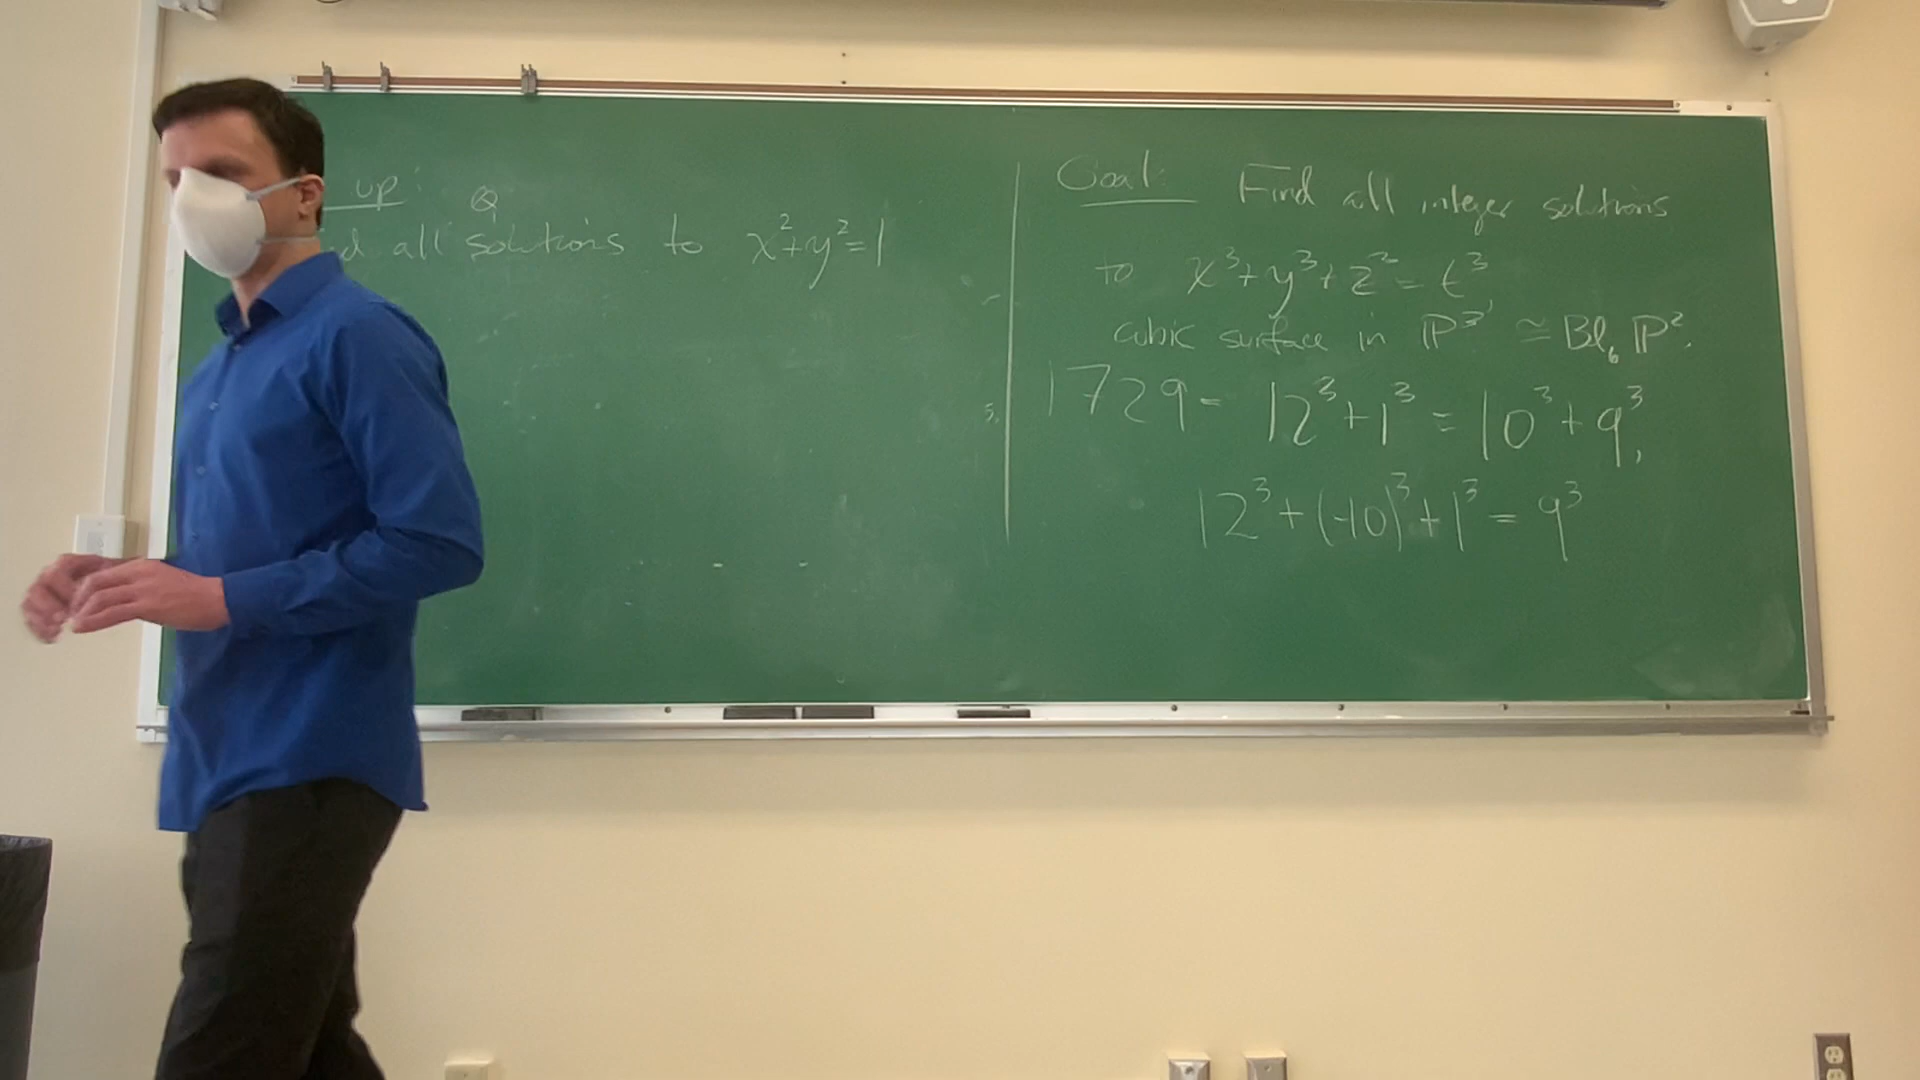 up: ℚ
all solutions to x²+y²=1
Goal: Find all integer solutions
to x³+y³+z³=t³
cubic surface in ℙ³ ≃ Bl₆ ℙ².
1729 = 12³+1³ = 10³+9³,
12³+(-10)³+1³ = 9³